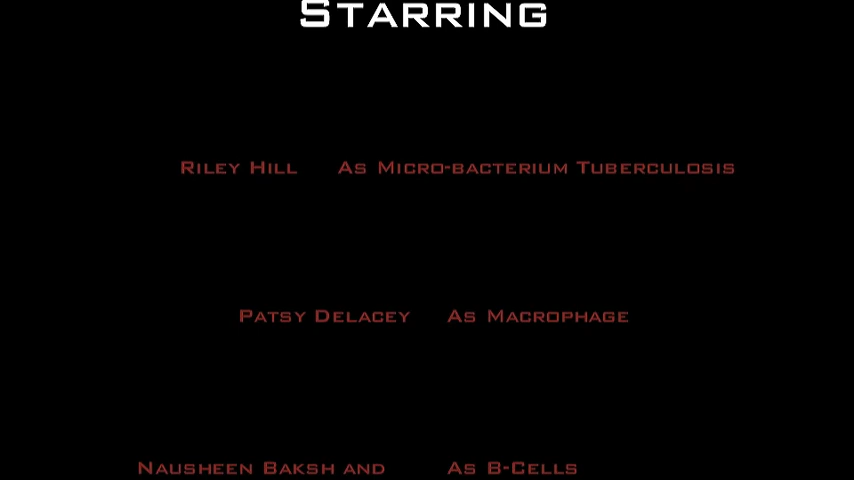 Starring
Riley Hill As Micro-bacterium Tuberculosis
Patsy Delacey As Macrophage
Nausheen Baksh and As B-Cells